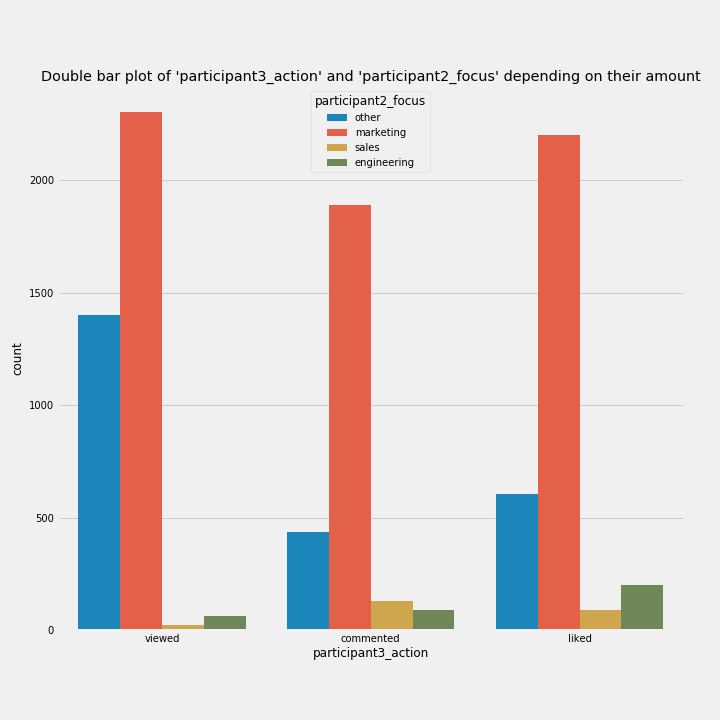 Double bar plot of 'participant3_action' and 'participant2_focus' depending on their amount
participant2_focus
other
marketing
sales
engineering
2000
1500
1000
500
0
count
viewed
commented
liked
participant3_action